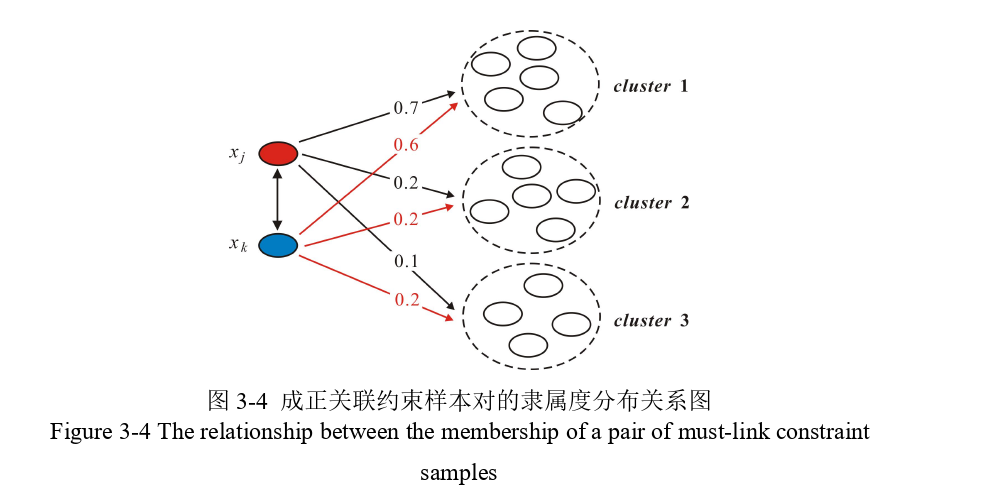 0.7
cluster 1
0.6
x_j
0.2
cluster 2
0.2
x_k
0.1
0.2
cluster 3
图 3-4 成正关联约束样本对的隶属度分布关系图
Figure 3-4 The relationship between the membership of a pair of must-link constraint
samples